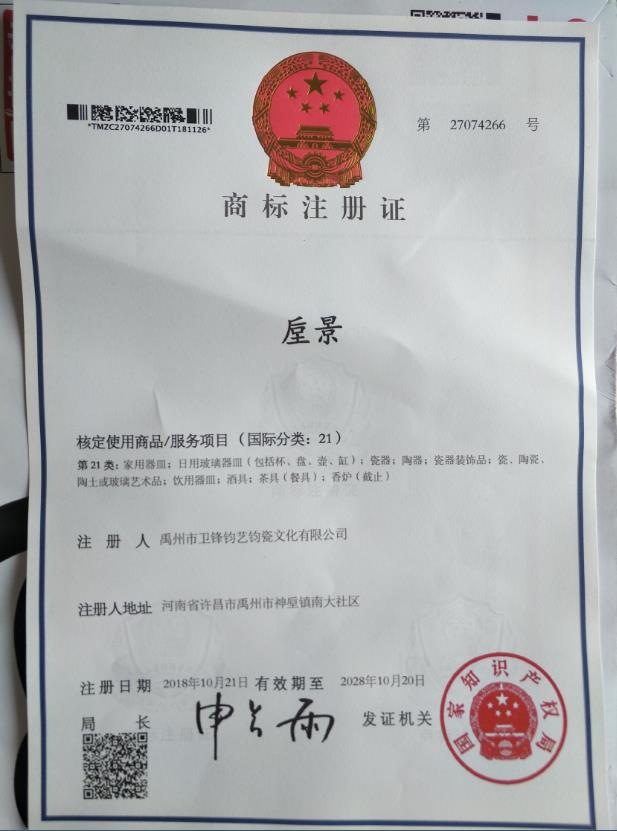 *TMZC27074266D01T181126*
第 27074266 号
商标注册证
垕景
核定使用商品/服务项目（国际分类：21）
第21类：家用器皿；日用玻璃器皿（包括杯、盘、壶、缸）；瓷器；陶器；瓷器装饰品；瓷、陶瓷、
陶土或玻璃艺术品；饮用器皿；酒具；茶具（餐具）；香炉（截止）
注册人 禹州市卫锋钧艺钧瓷文化有限公司
注册人地址 河南省许昌市禹州市神垕镇南大社区
注册日期 2018年10月21日 有效期至 2028年10月20日
局长 申长雨 发证机关
国家知识产权局